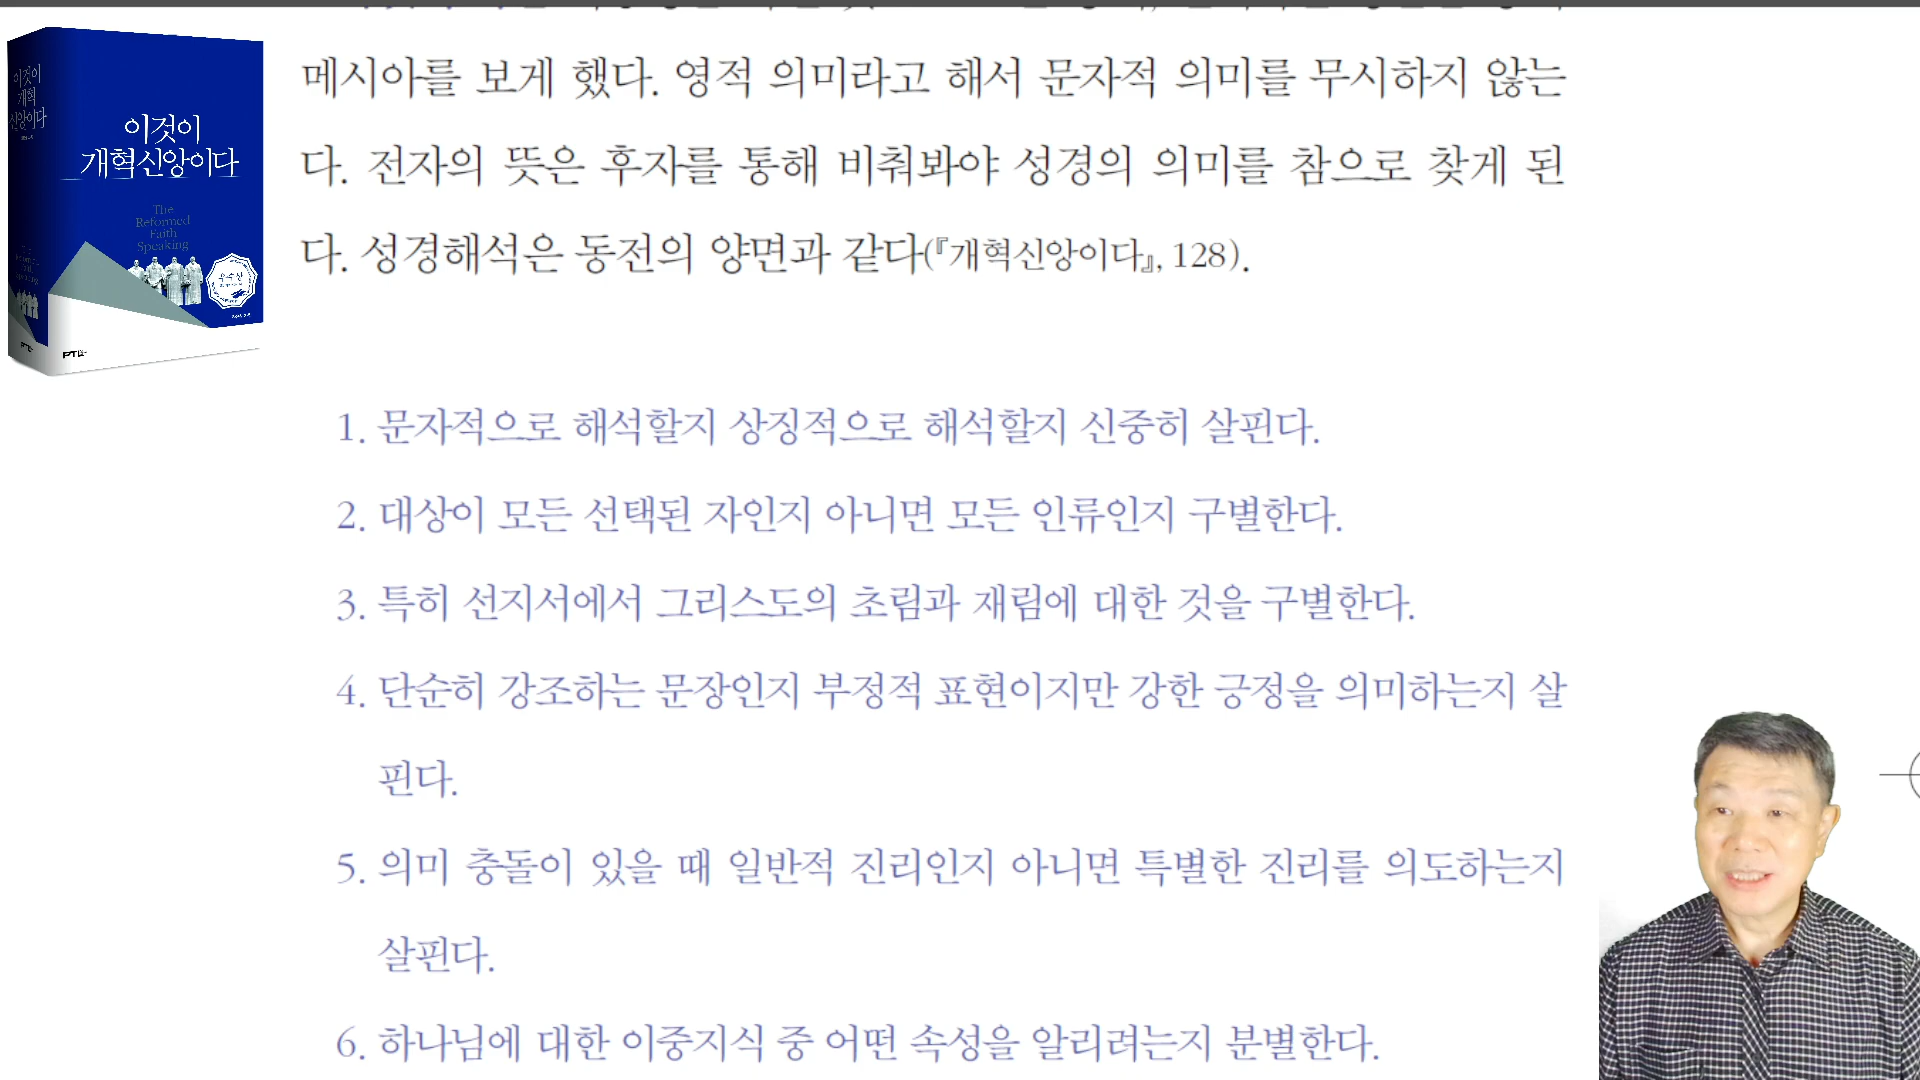 이것이
개혁신앙이다
The
Reformed
Faith
Speaking
이것이
개혁
신앙이다
메시아를 보게 했다. 영적 의미라고 해서 문자적 의미를 무시하지 않는
다. 전자의 뜻은 후자를 통해 비춰봐야 성경의 의미를 참으로 찾게 된
다. 성경해석은 동전의 양면과 같다(『개혁신앙이다』, 128).
1. 문자적으로 해석할지 상징적으로 해석할지 신중히 살핀다.
2. 대상이 모든 선택된 자인지 아니면 모든 인류인지 구별한다.
3. 특히 선지서에서 그리스도의 초림과 재림에 대한 것을 구별한다.
4. 단순히 강조하는 문장인지 부정적 표현이지만 강한 긍정을 의미하는지 살
핀다.
5. 의미 충돌이 있을 때 일반적 진리인지 아니면 특별한 진리를 의도하는지
살핀다.
6. 하나님에 대한 이중지식 중 어떤 속성을 알리려는지 분별한다.